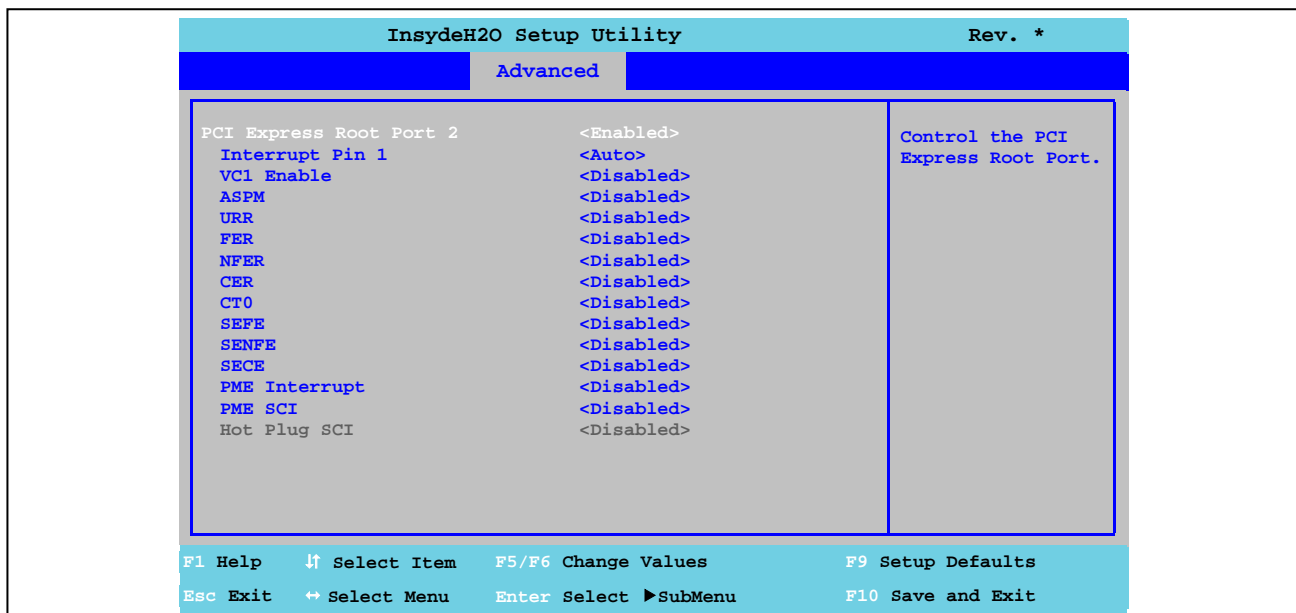 InsydeH2O Setup Utility Rev. *
Advanced
PCI Express Root Port 2 <Enabled>
Interrupt Pin 1 <Auto>
VC1 Enable <Disabled>
ASPM <Disabled>
URR <Disabled>
FER <Disabled>
NFER <Disabled>
CER <Disabled>
CT0 <Disabled>
SEFE <Disabled>
SENFE <Disabled>
SECE <Disabled>
PME Interrupt <Disabled>
PME SCI <Disabled>
Hot Plug SCI <Disabled>
Control the PCI
Express Root Port.
F1 Help ↓↑ Select Item F5/F6 Change Values F9 Setup Defaults
Esc Exit ↔ Select Menu Enter Select ▶SubMenu F10 Save and Exit